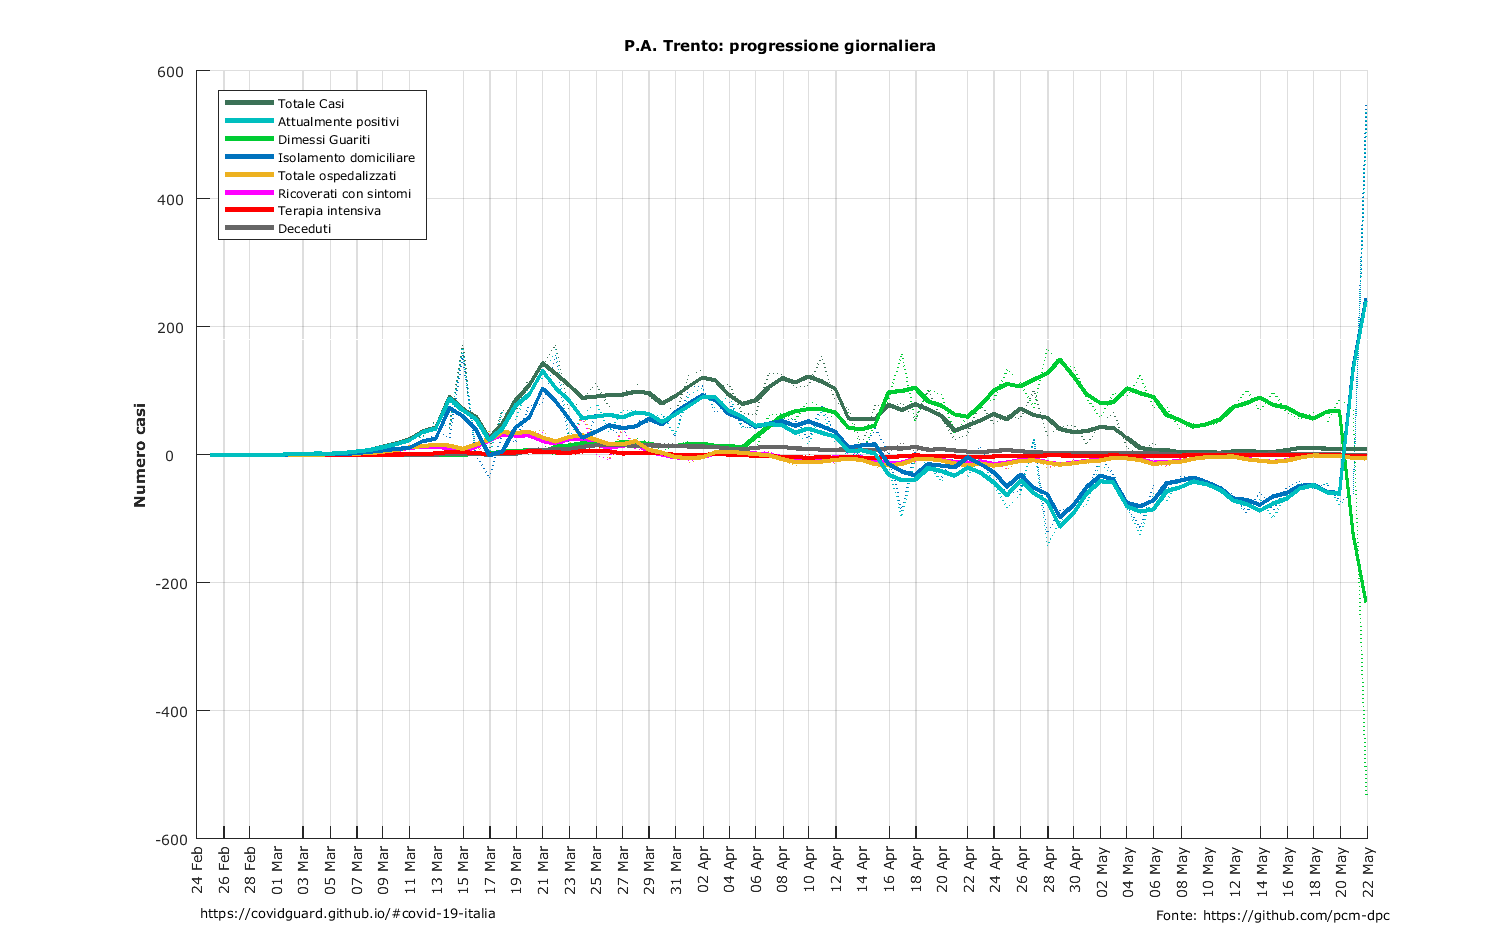 P.A. Trento: progressione giornaliera
600
400
200
0
-200
-400
-600
Numero casi
Totale Casi
Attualmente positivi
Dimessi Guariti
Isolamento domiciliare
Totale ospedalizzati
Ricoverati con sintomi
Terapia intensiva
Deceduti
24 Feb
26 Feb
28 Feb
01 Mar
03 Mar
05 Mar
07 Mar
09 Mar
11 Mar
13 Mar
15 Mar
17 Mar
19 Mar
21 Mar
23 Mar
25 Mar
27 Mar
29 Mar
31 Mar
02 Apr
04 Apr
06 Apr
08 Apr
10 Apr
12 Apr
14 Apr
16 Apr
18 Apr
20 Apr
22 Apr
24 Apr
26 Apr
28 Apr
30 Apr
02 May
04 May
06 May
08 May
10 May
12 May
14 May
16 May
18 May
20 May
22 May
https://covidguard.github.io/#covid-19-italia
Fonte: https://github.com/pcm-dpc